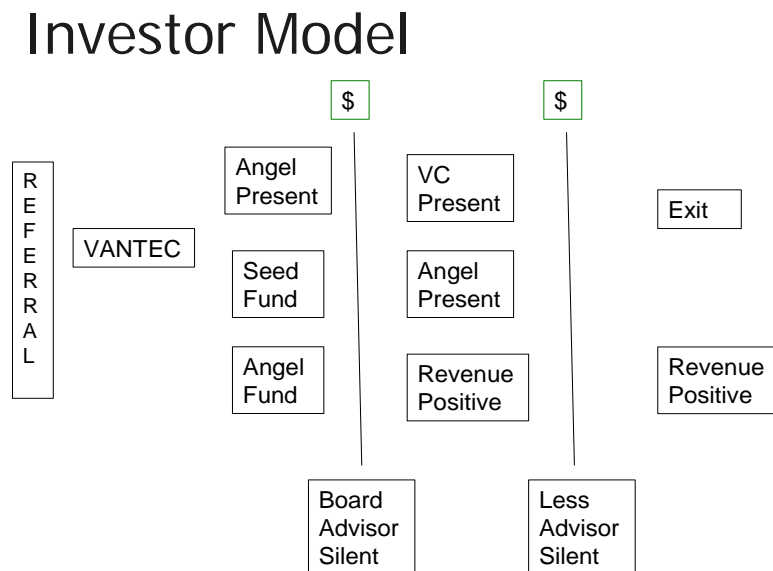 Investor Model
$
$
REFERRAL
VANTEC
Angel
Present
Seed
Fund
Angel
Fund
VC
Present
Angel
Present
Revenue
Positive
Exit
Revenue
Positive
Board
Advisor
Silent
Less
Advisor
Silent